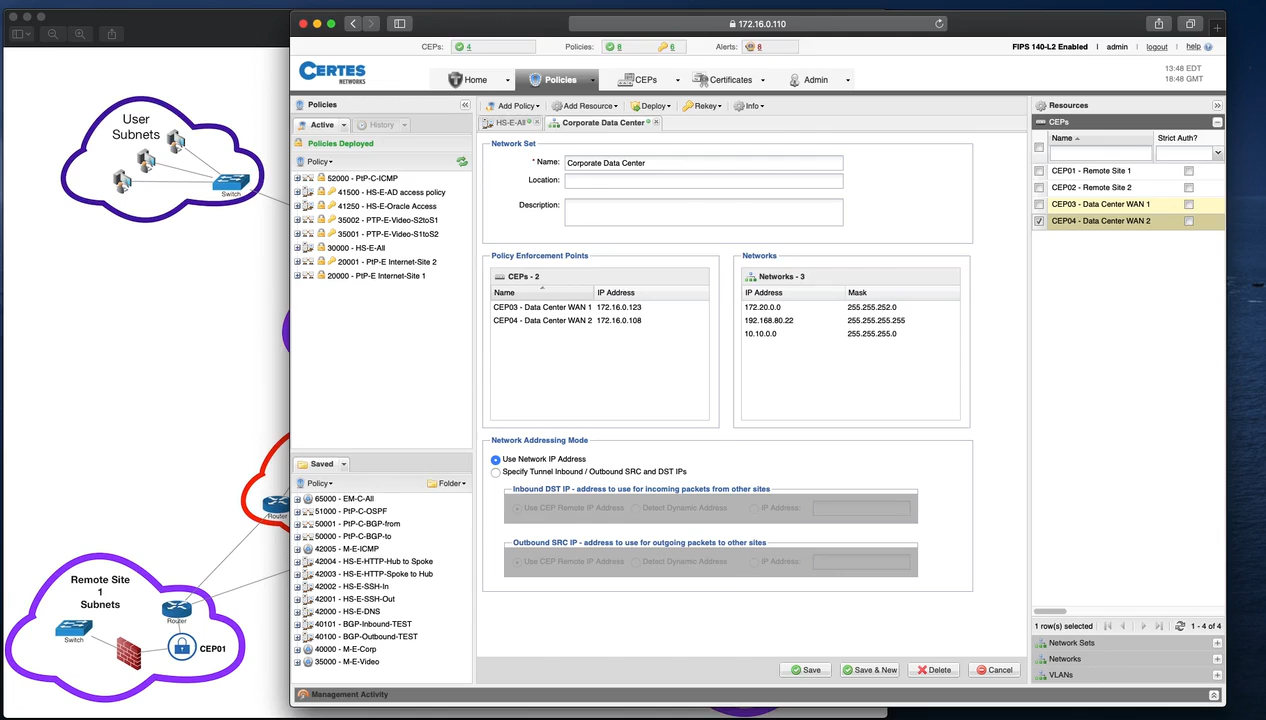 172.16.0.110
CEPs: 4 Policies: 8 6 Alerts: 8 FIPS 140-L2 Enabled | admin | logout | help
CERTES NETWORKS
Home Policies CEPs Certificates Admin
13:48 EDT
18:48 GMT
Policies
Active History
Policies Deployed
Policy
52000 - PtP-C-ICMP
41500 - HS-E-AD access policy
41250 - HS-E-Oracle Access
35002 - PTP-E-Video-S2toS1
35001 - PTP-E-Video-S1toS2
30000 - HS-E-All
20001 - PtP-E Internet-Site 2
20000 - PtP-E Internet-Site 1
Saved
Policy Folder
65000 - EM-C-All
51000 - PtP-C-OSPF
50001 - PtP-C-BGP-from
50000 - PtP-C-BGP-to
42005 - M-E-ICMP
42004 - HS-E-HTTP-Hub to Spoke
42003 - HS-E-HTTP-Spoke to Hub
42002 - HS-E-SSH-In
42001 - HS-E-SSH-Out
42000 - HS-E-DNS
40101 - BGP-Inbound-TEST
40100 - BGP-Outbound-TEST
40000 - M-E-Corp
35000 - M-E-Video
Management Activity
Add Policy Add Resource Deploy Rekey Info
HS-E-All Corporate Data Center
Network Set
* Name: Corporate Data Center
Location:
Description:
Policy Enforcement Points
CEPs - 2
Name IP Address
CEP03 - Data Center WAN 1 172.16.0.123
CEP04 - Data Center WAN 2 172.16.0.108
Networks
Networks - 3
IP Address Mask
172.20.0.0 255.255.252.0
192.168.80.22 255.255.255.255
10.10.0.0 255.255.255.0
Network Addressing Mode
Use Network IP Address
Specify Tunnel Inbound / Outbound SRC and DST IPs
Inbound DST IP - address to use for incoming packets from other sites
Use CEP Remote IP Address Detect Dynamic Address IP Address:
Outbound SRC IP - address to use for outgoing packets to other sites
Use CEP Remote IP Address Detect Dynamic Address IP Address:
Save Save & New Delete Cancel
Resources
CEPs
Name Strict Auth?
CEP01 - Remote Site 1
CEP02 - Remote Site 2
CEP03 - Data Center WAN 1
CEP04 - Data Center WAN 2
1 row(s) selected 1 - 4 of 4
Network Sets
Networks
VLANs
User
Subnets
Switch
Router
Remote Site
1
Subnets
Switch
Router
CEP01